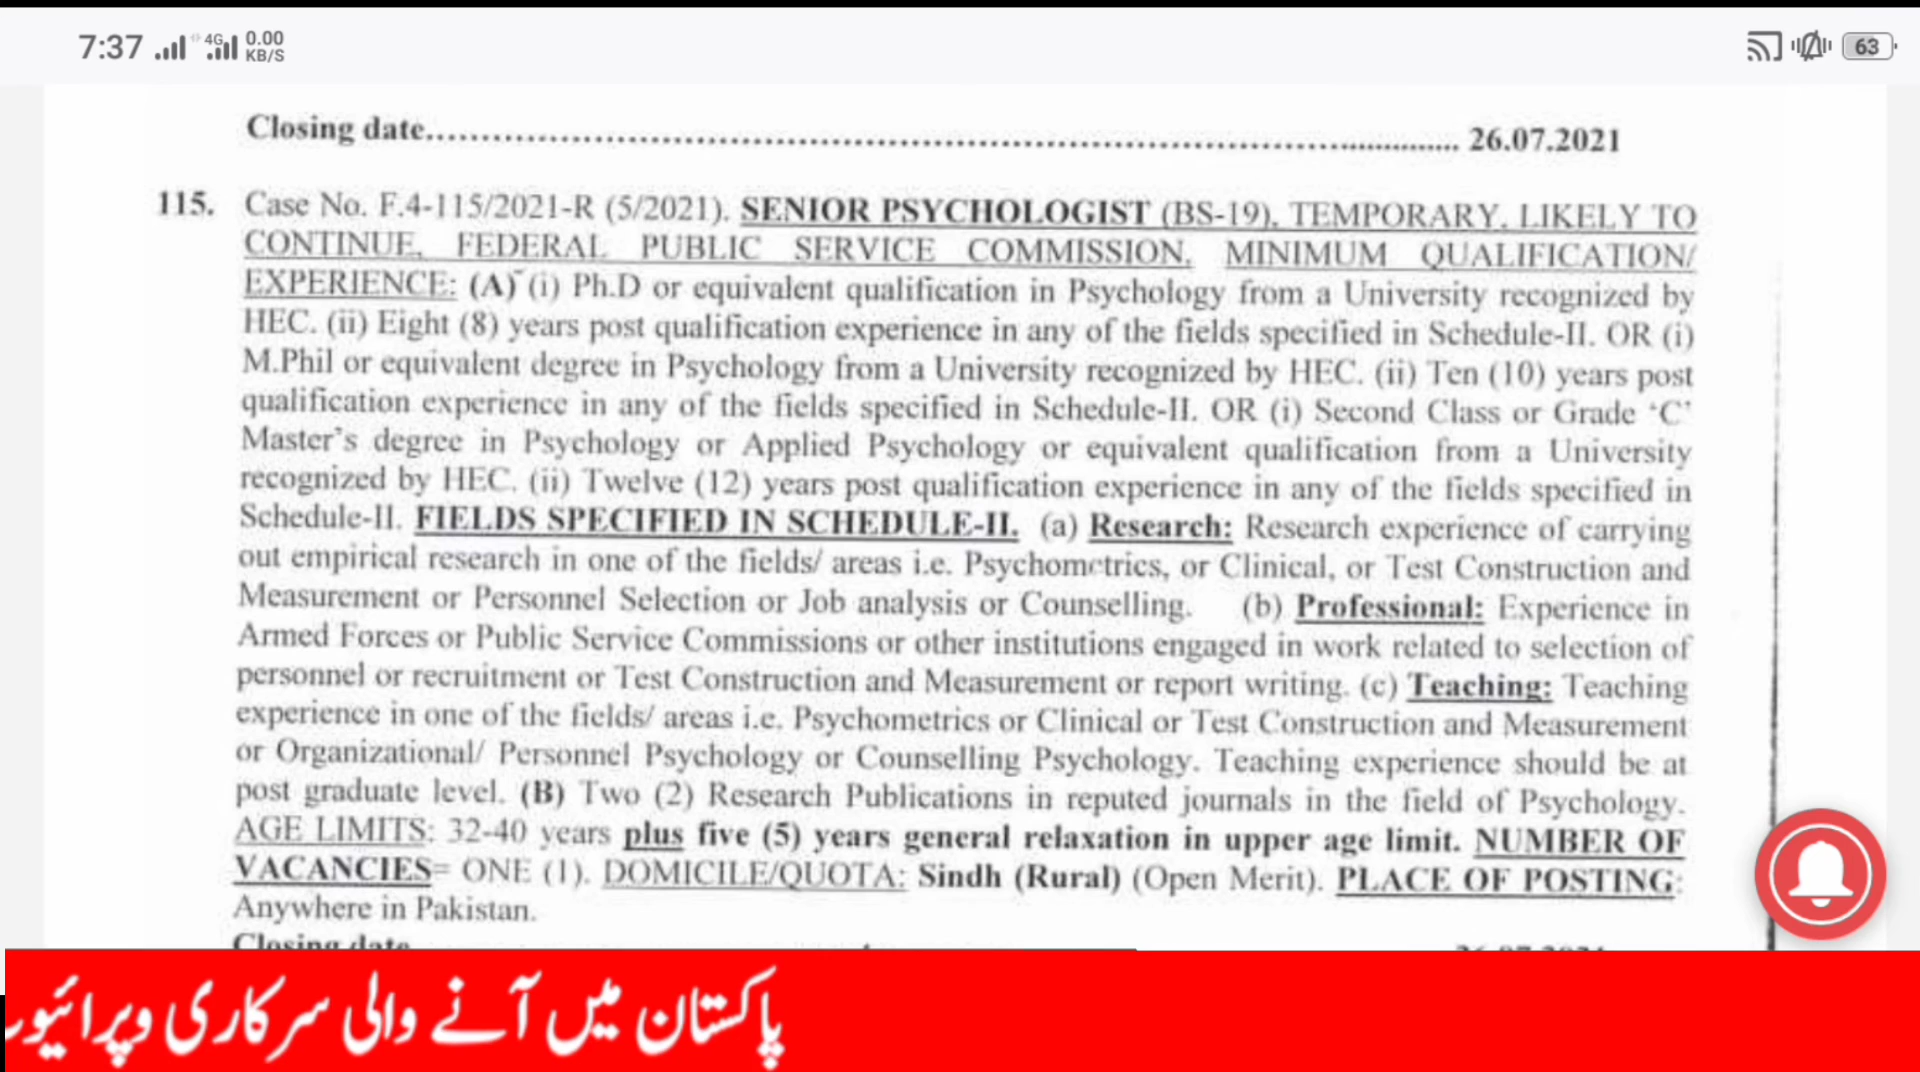 7:37 4G 0.00 KB/S 63
Closing date.......................................................................................... 26.07.2021
115. Case No. F.4-115/2021-R (5/2021). SENIOR PSYCHOLOGIST (BS-19), TEMPORARY, LIKELY TO
CONTINUE, FEDERAL PUBLIC SERVICE COMMISSION. MINIMUM QUALIFICATION/
EXPERIENCE: (A) (i) Ph.D or equivalent qualification in Psychology from a University recognized by
HEC. (ii) Eight (8) years post qualification experience in any of the fields specified in Schedule-II. OR (i)
M.Phil or equivalent degree in Psychology from a University recognized by HEC. (ii) Ten (10) years post
qualification experience in any of the fields specified in Schedule-II. OR (i) Second Class or Grade ‘C’
Master’s degree in Psychology or Applied Psychology or equivalent qualification from a University
recognized by HEC. (ii) Twelve (12) years post qualification experience in any of the fields specified in
Schedule-II. FIELDS SPECIFIED IN SCHEDULE-II. (a) Research: Research experience of carrying
out empirical research in one of the fields/ areas i.e. Psychometrics, or Clinical, or Test Construction and
Measurement or Personnel Selection or Job analysis or Counselling. (b) Professional: Experience in
Armed Forces or Public Service Commissions or other institutions engaged in work related to selection of
personnel or recruitment or Test Construction and Measurement or report writing. (c) Teaching: Teaching
experience in one of the fields/ areas i.e. Psychometrics or Clinical or Test Construction and Measurement
or Organizational/ Personnel Psychology or Counselling Psychology. Teaching experience should be at
post graduate level. (B) Two (2) Research Publications in reputed journals in the field of Psychology.
AGE LIMITS: 32-40 years plus five (5) years general relaxation in upper age limit. NUMBER OF
VACANCIES= ONE (1). DOMICILE/QUOTA: Sindh (Rural) (Open Merit). PLACE OF POSTING:
Anywhere in Pakistan.
Closing date 26.07.2021
پاکستان میں آنے والی سرکاری وپرائیو